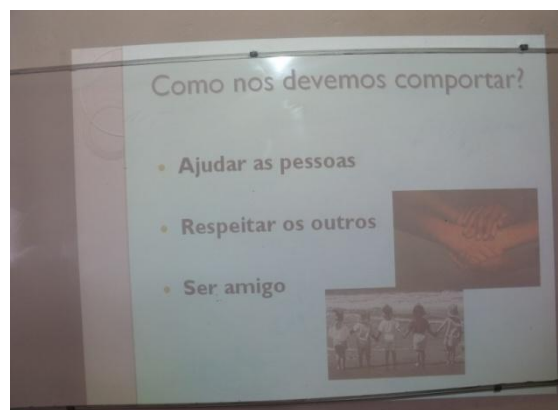 Como nos devemos comportar?
Ajudar as pessoas
Respeitar os outros
Ser amigo